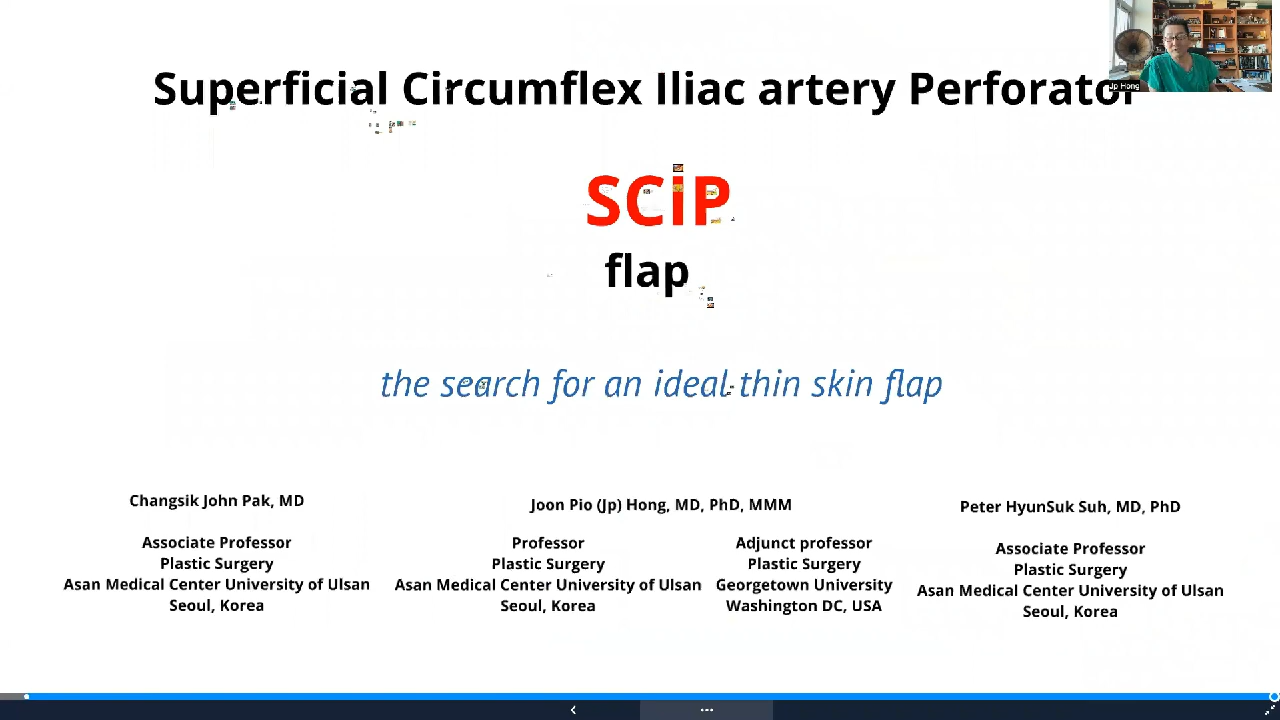 Superficial Circumflex Iliac artery Perforator
Jp Hong
SCiP
flap
the search for an ideal thin skin flap
Changsik John Pak, MD
Associate Professor
Plastic Surgery
Asan Medical Center University of Ulsan
Seoul, Korea
Joon Pio (Jp) Hong, MD, PhD, MMM
Professor
Plastic Surgery
Asan Medical Center University of Ulsan
Seoul, Korea
Adjunct professor
Plastic Surgery
Georgetown University
Washington DC, USA
Peter HyunSuk Suh, MD, PhD
Associate Professor
Plastic Surgery
Asan Medical Center University of Ulsan
Seoul, Korea